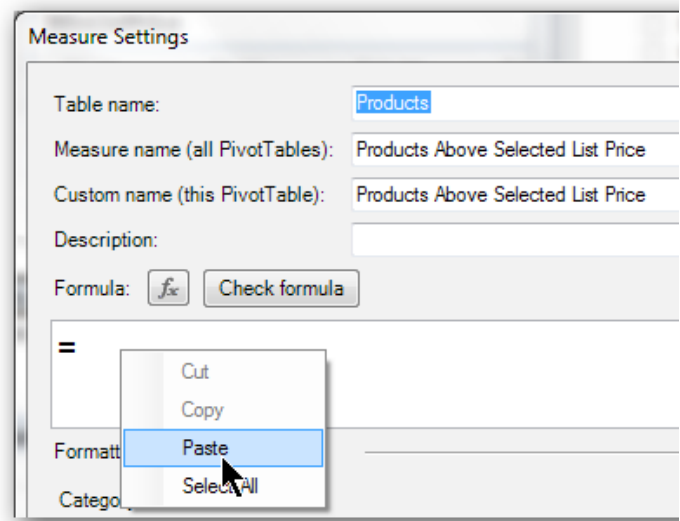 Measure Settings
Table name: Products
Measure name (all PivotTables): Products Above Selected List Price
Custom name (this PivotTable): Products Above Selected List Price
Description:
Formula: fx Check formula
=
Cut
Copy
Paste
Select All